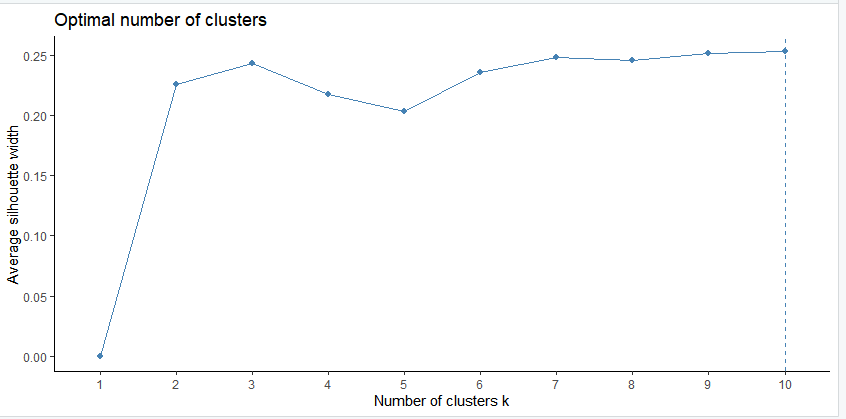 Optimal number of clusters
Average silhouette width
0.25
0.20
0.15
0.10
0.05
0.00
1 2 3 4 5 6 7 8 9 10
Number of clusters k